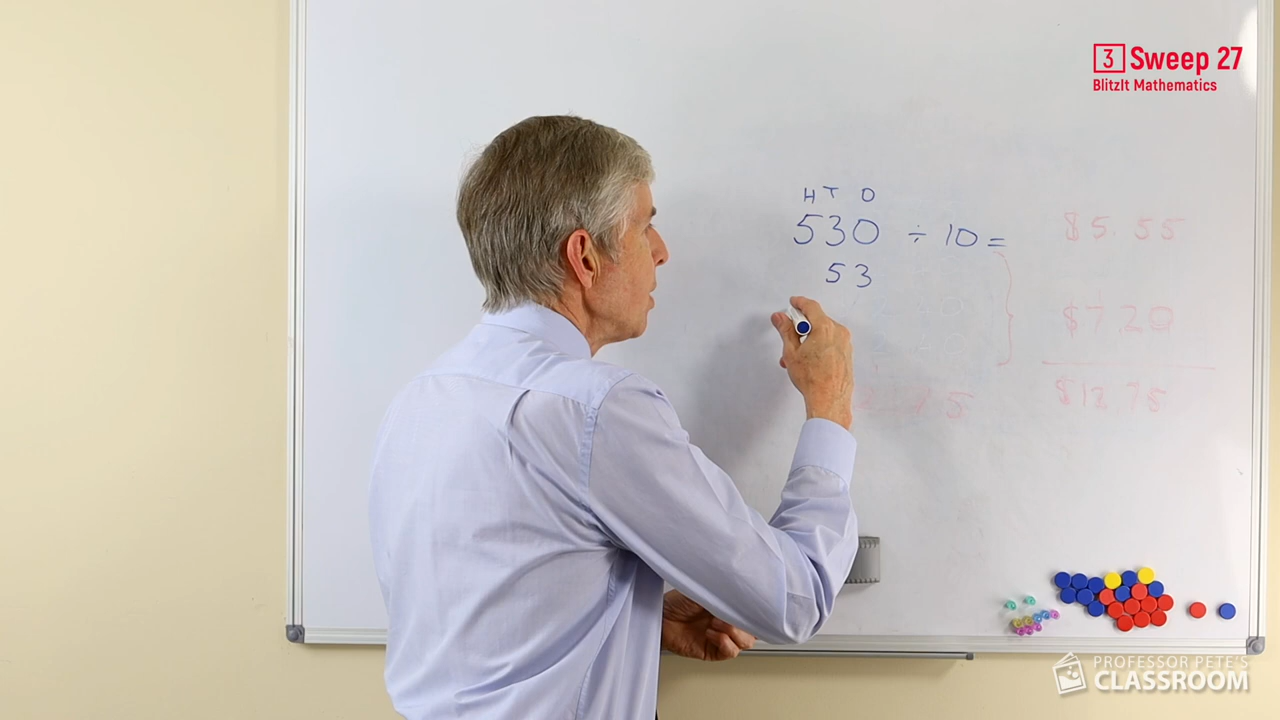 3 Sweep 27
BlitzIt Mathematics
H T O
530 ÷ 10 =
53
$5.55
$7.20
$12.75
PROFESSOR PETE'S
CLASSROOM